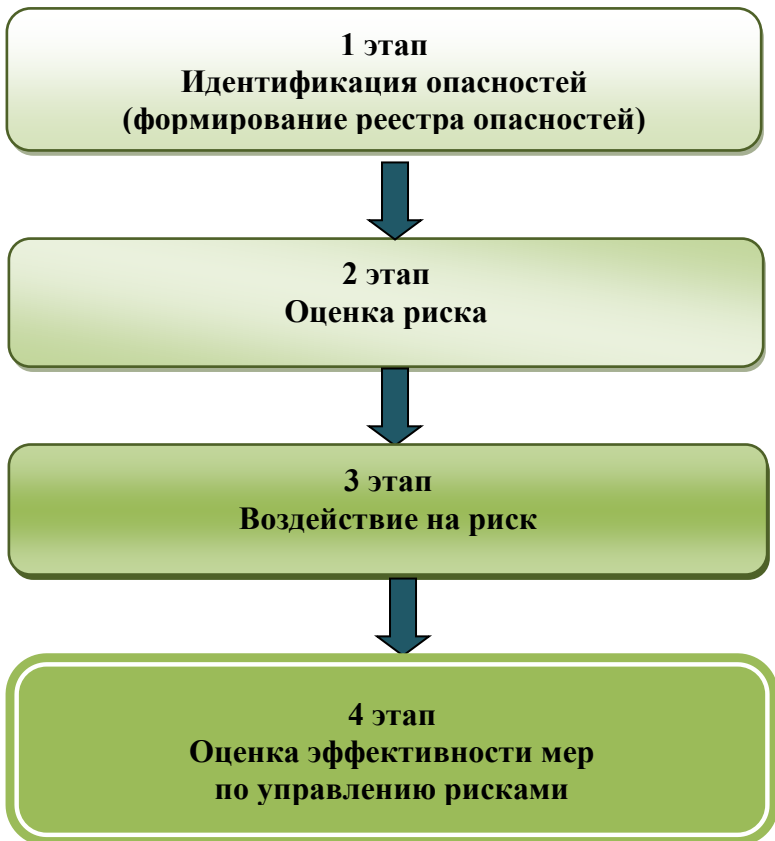 1 этап
Идентификация опасностей
(формирование реестра опасностей)
2 этап
Оценка риска
3 этап
Воздействие на риск
4 этап
Оценка эффективности мер
по управлению рисками